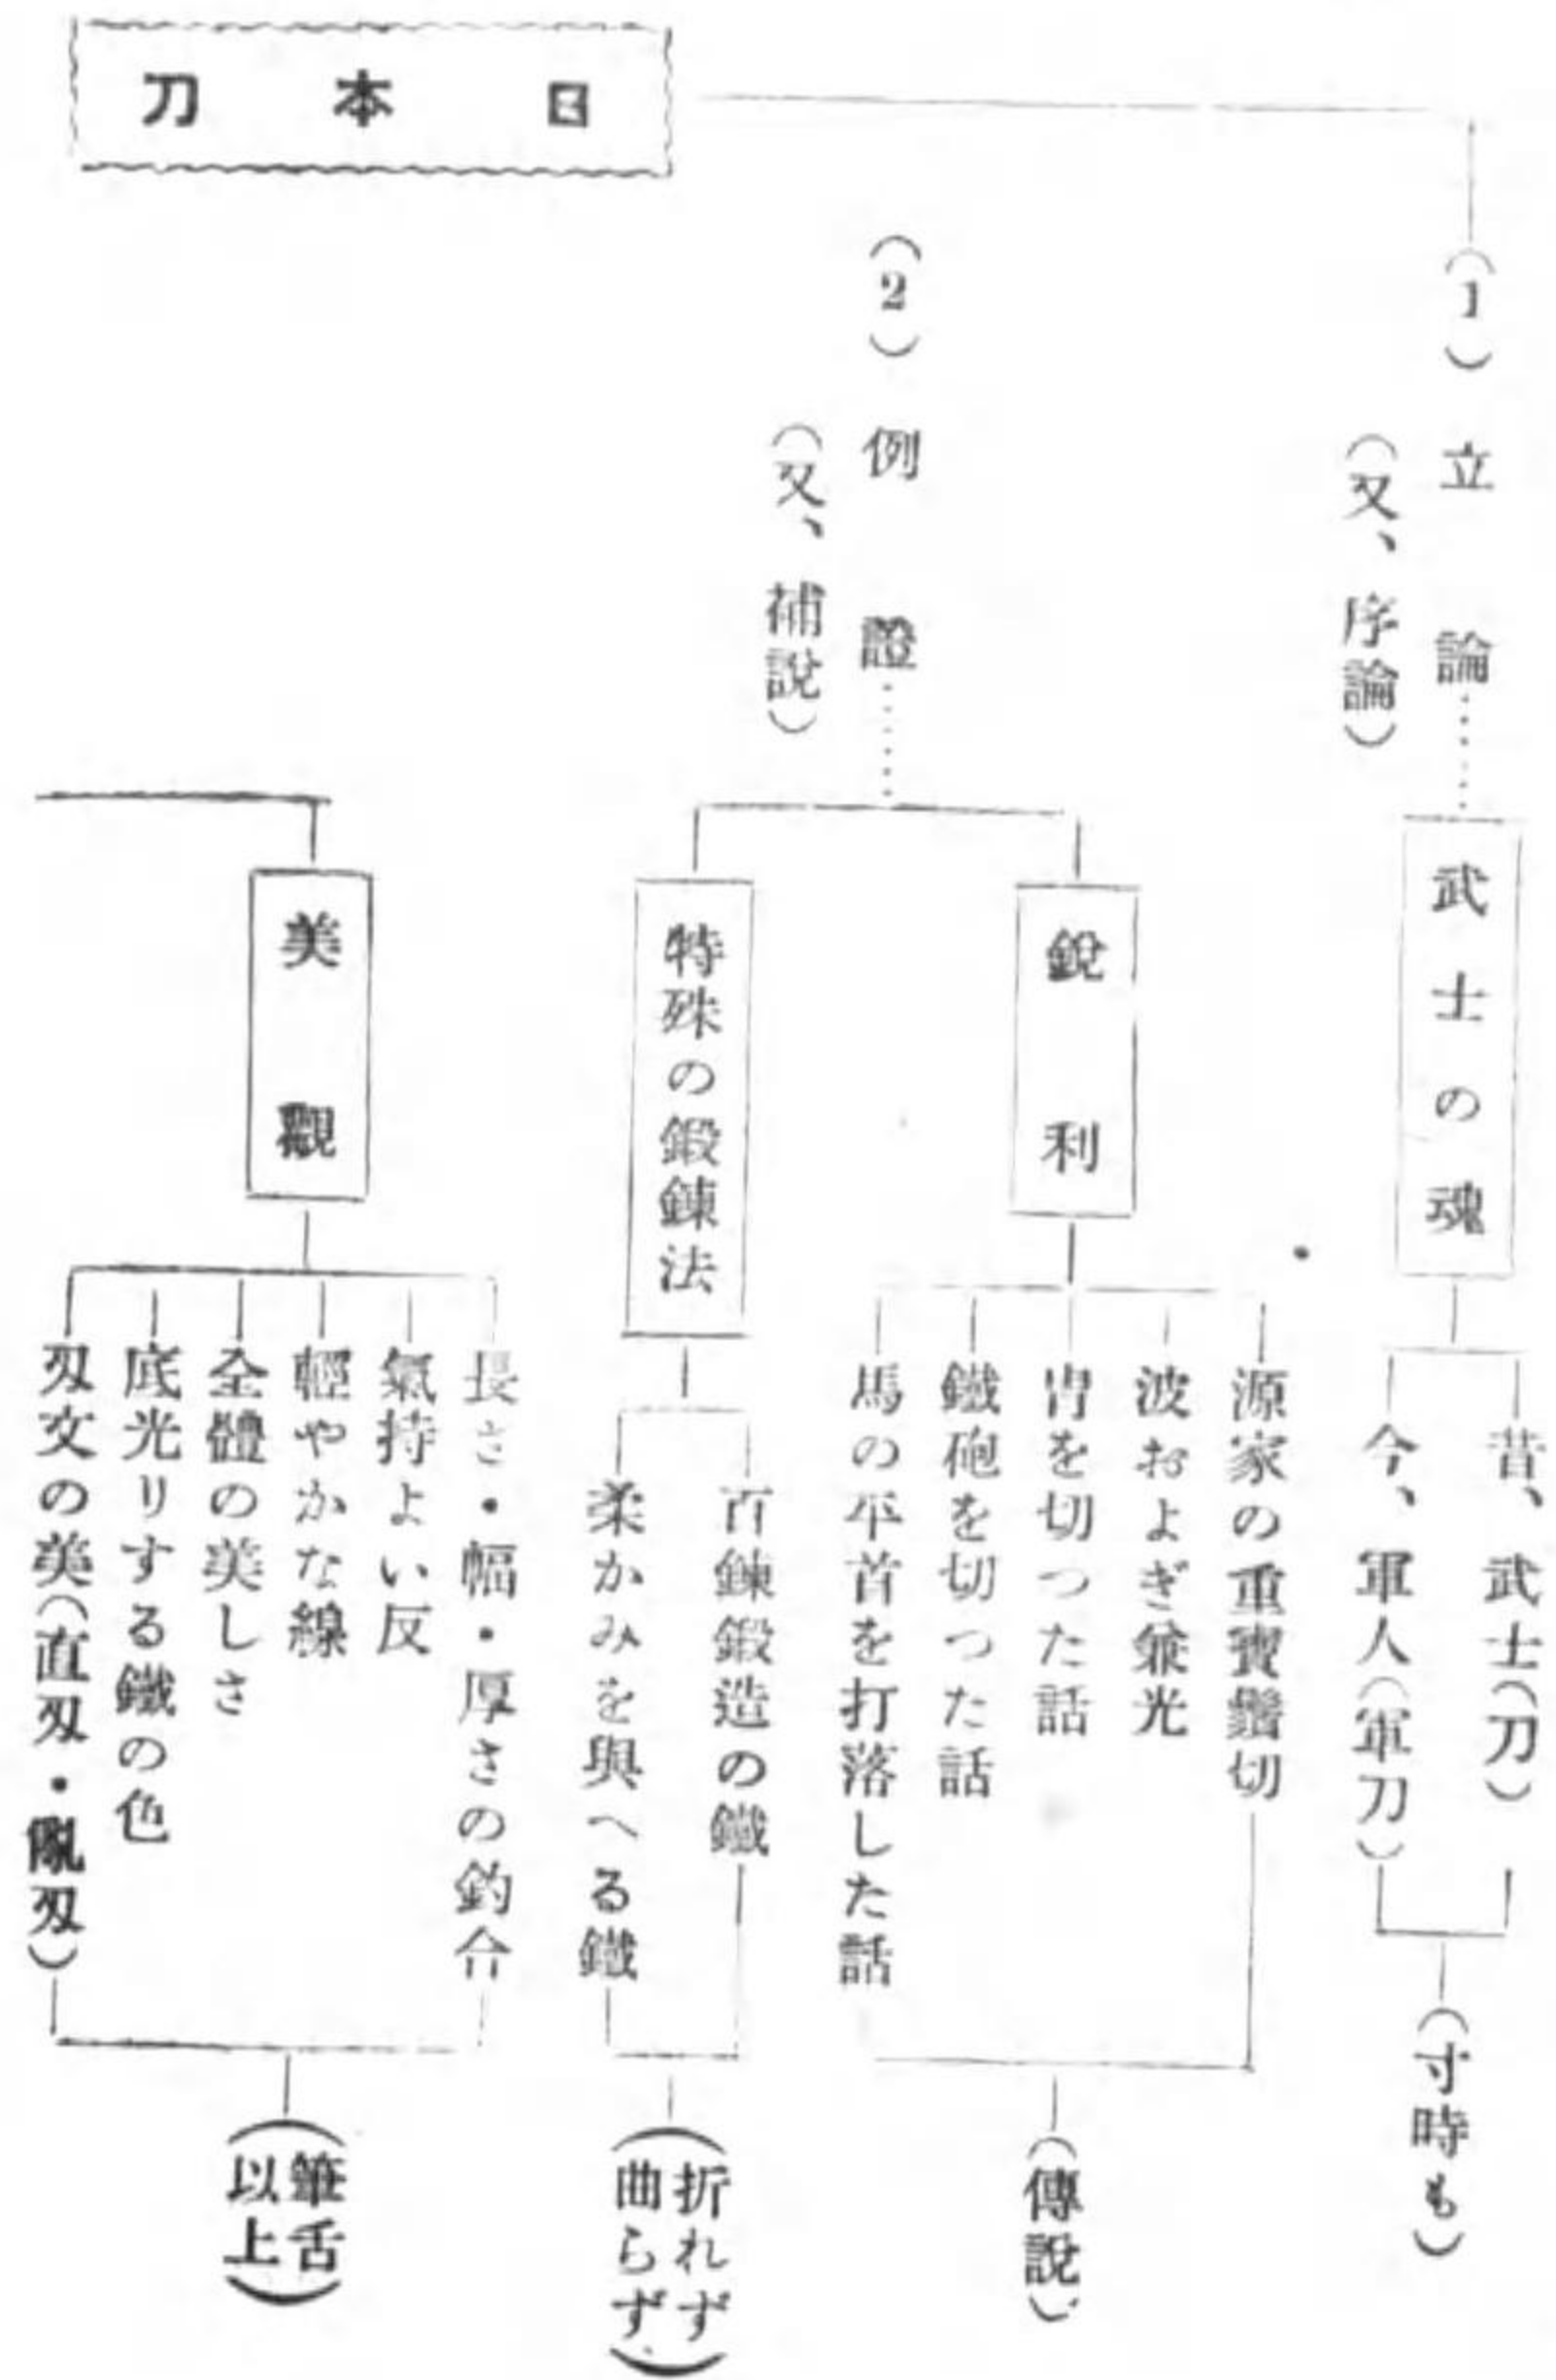 日本刀
(1) 立論……
(又、序論)
武士の魂
昔、武士(刀)
今、軍人(軍刀)
(寸時も)
(2) 例證……
(又、補說)
銳利
源家の重寶鬚切
波およぎ兼光
冑を切つた話
鐵砲を切つた話
馬の平首を打落した話
(傳說)
特殊の鍛鍊法
百鍊鍛造の鐵
柔かみを與へる鐵
(折れず
曲らず)
美觀
長さ・幅・厚さの釣合
氣持よい反
輕やかな線
全體の美しさ
底光りする鐵の色
刄文の美(直刄・亂刄)
(筆舌
以上)